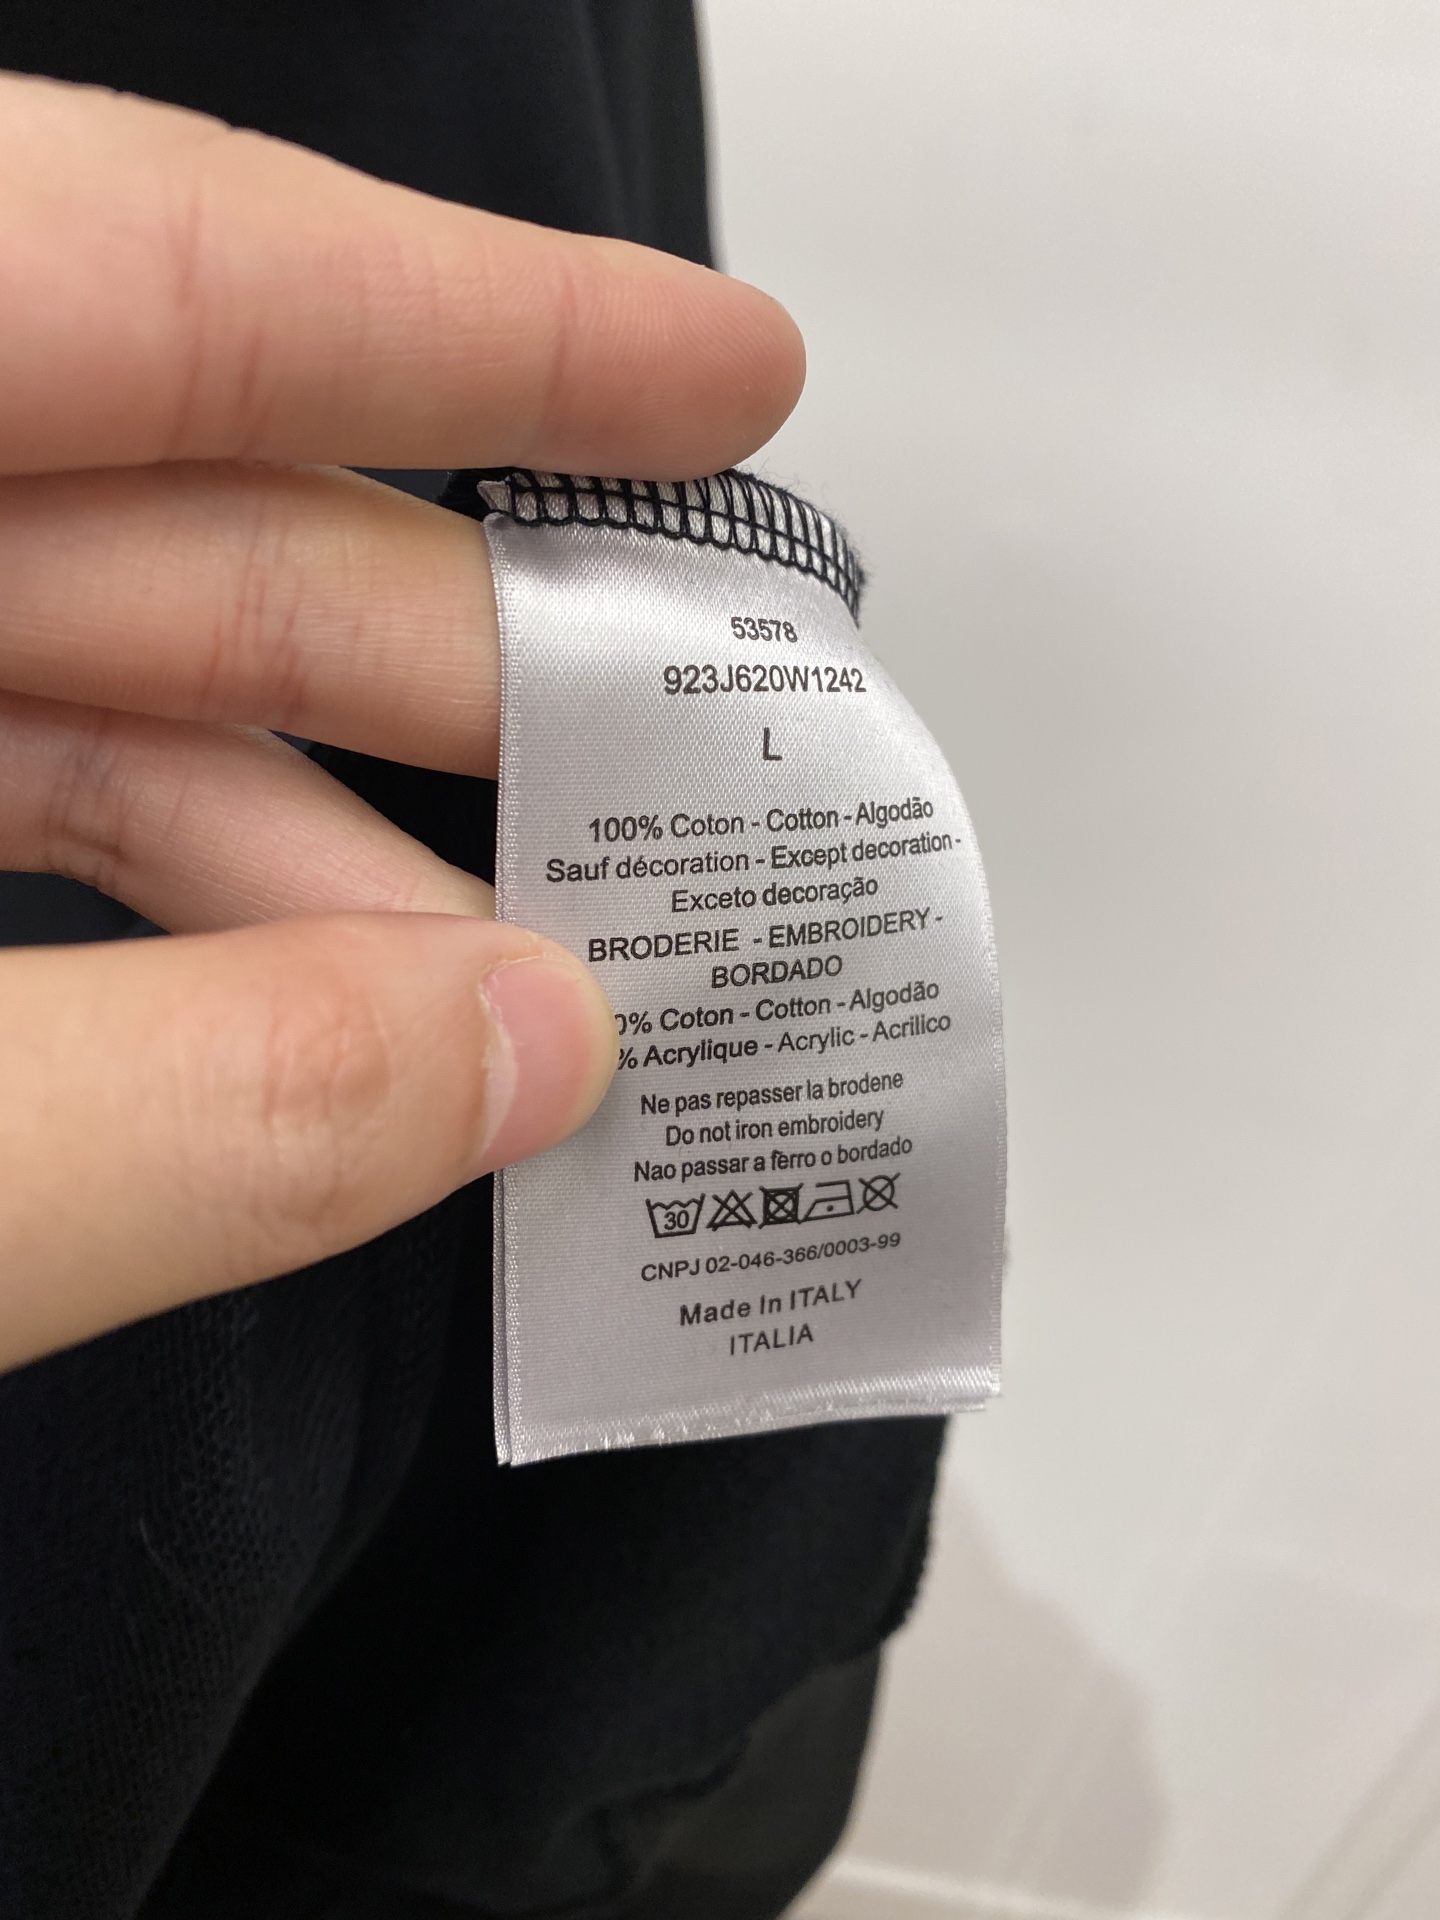 53578
923J620W1242
L
100% Coton - Cotton - Algodão
Sauf décoration - Except decoration -
Exceto decoração
BRODERIE - EMBROIDERY -
BORDADO
0% Coton - Cotton - Algodão
% Acrylique - Acrylic - Acrilico
Ne pas repasser la brodene
Do not iron embroidery
Nao passar a ferro o bordado
30
CNPJ 02-046-366/0003-99
Made In ITALY
ITALIA